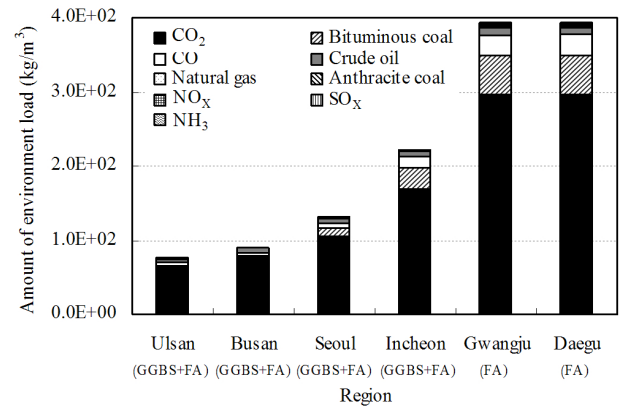 Amount of environment load (kg/m³)
4.0E+02
3.0E+02
2.0E+02
1.0E+02
0.0E+00
CO₂ Bituminous coal
CO Crude oil
Natural gas Anthracite coal
NOX SOX
NH₃
Ulsan Busan Seoul Incheon Gwangju Daegu
(GGBS+FA) (GGBS+FA) (GGBS+FA) (GGBS+FA) (FA) (FA)
Region